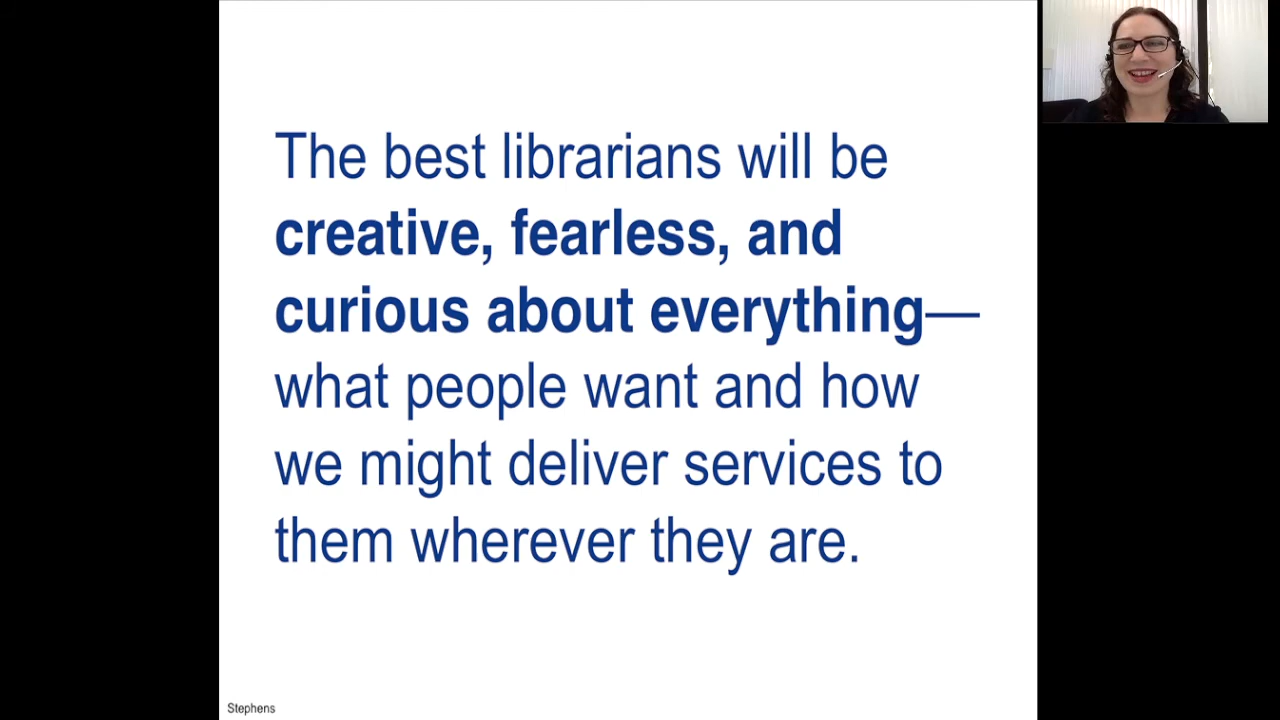 The best librarians will be
creative, fearless, and
curious about everything—
what people want and how
we might deliver services to
them wherever they are.
Stephens